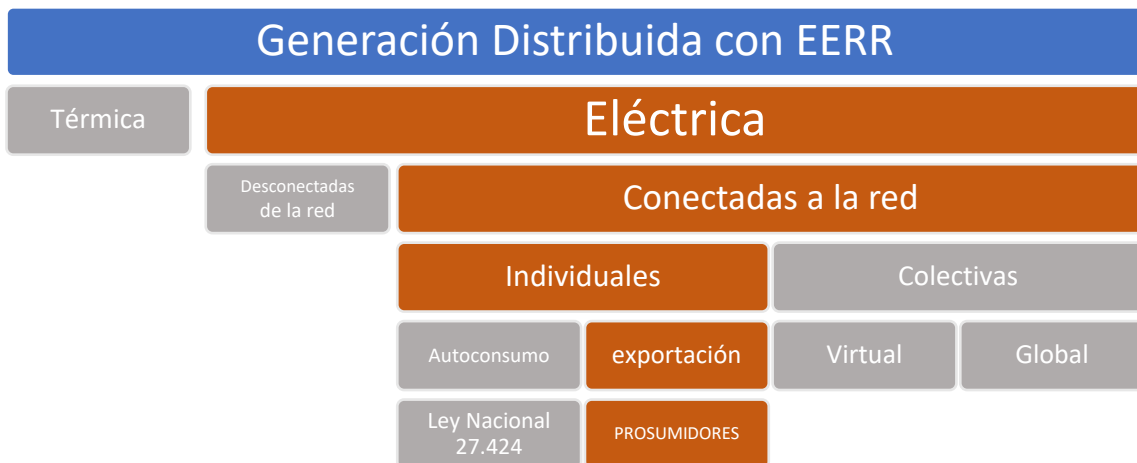 Generación Distribuida con EERR
Térmica
Eléctrica
Desconectadas
de la red
Conectadas a la red
Individuales
Colectivas
Autoconsumo
exportación
Virtual
Global
Ley Nacional
27.424
PROSUMIDORES